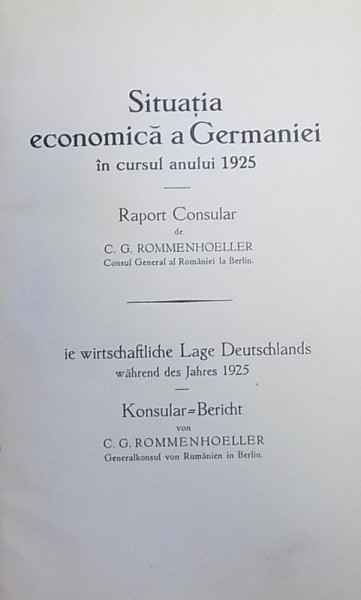 Situația
economică a Germaniei
în cursul anului 1925
Raport Consular
de
C. G. ROMMENHOELLER
Consul General al României la Berlin.
ie wirtschaftliche Lage Deutschlands
während des Jahres 1925
Konsular=Bericht
von
C. G. ROMMENHOELLER
Generalkonsul von Rumänien in Berlin.